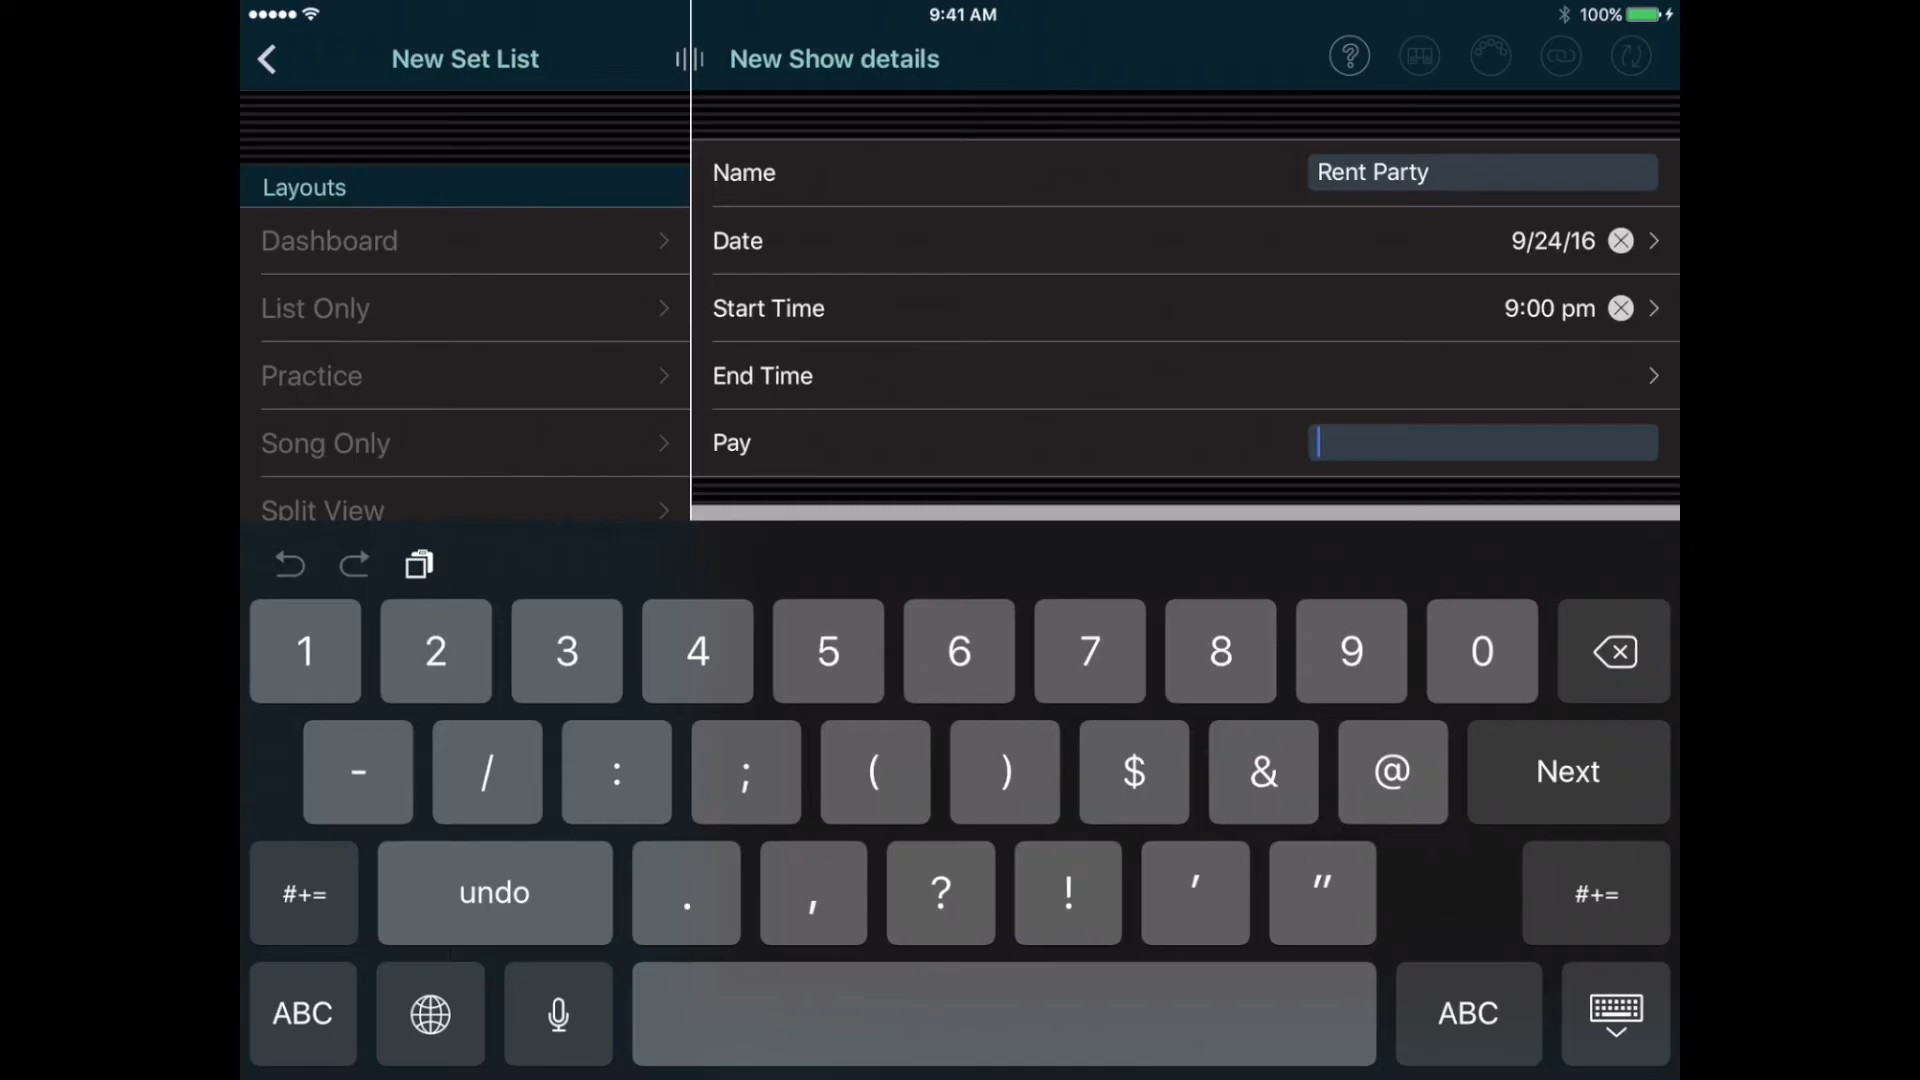 9:41 AM
100%
New Set List
New Show details
?
Layouts
Dashboard
List Only
Practice
Song Only
Split View
Name
Rent Party
Date
9/24/16
Start Time
9:00 pm
End Time
Pay
1 2 3 4 5 6 7 8 9 0
- / : ; ( ) $ & @ Next
#+= undo . , ? ! ' " #+=
ABC ABC